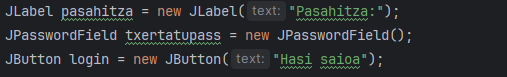 JLabel pasahitza = new JLabel( text: "Pasahitza:");
JPasswordField txertatupass = new JPasswordField();
JButton login = new JButton( text: "Hasi saioa");